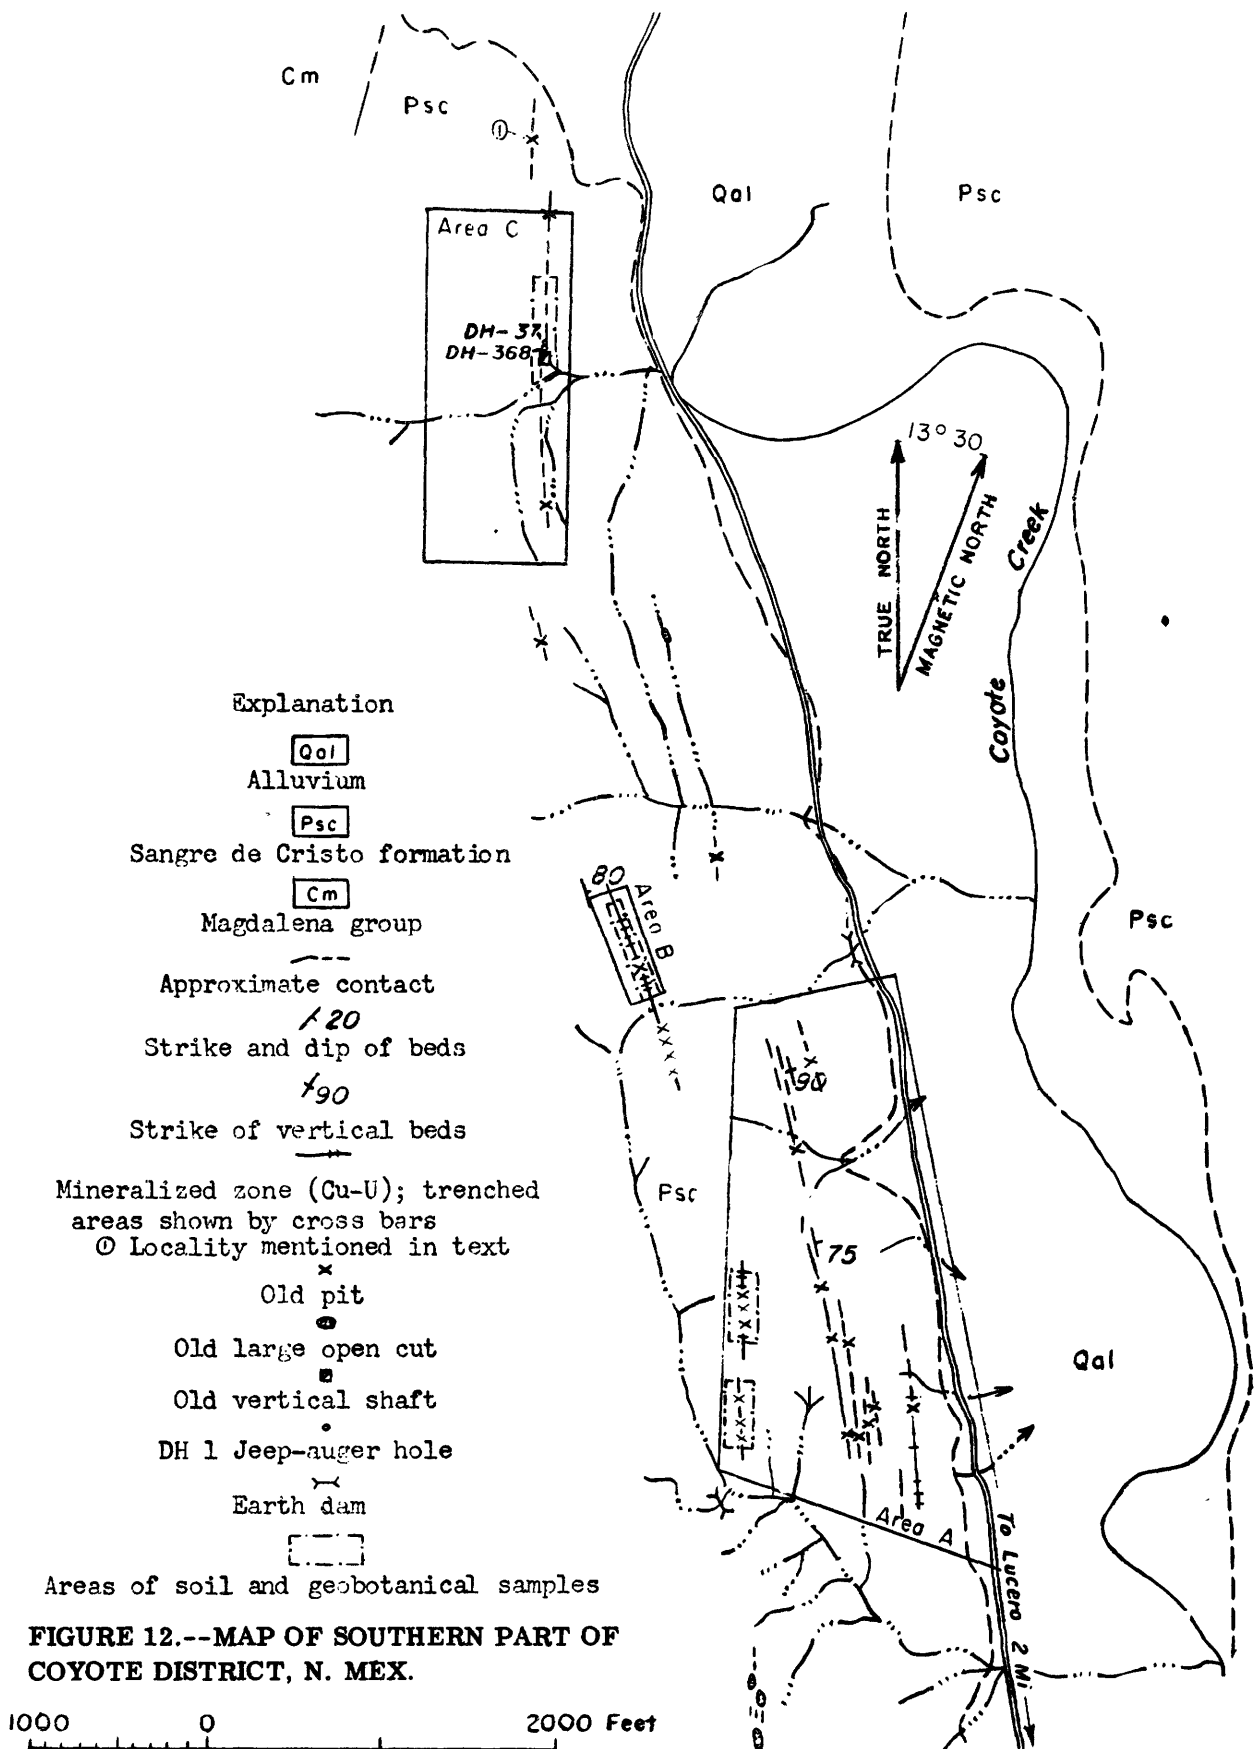 Cm
Psc
①
Qal
Psc
Area C
DH-37
DH-368
13° 30
TRUE NORTH
MAGNETIC NORTH
Coyote Creek
Explanation
Qal
Alluvium
Psc
Sangre de Cristo formation
Cm
Magdalena group
Approximate contact
20
Strike and dip of beds
90
Strike of vertical beds
Mineralized zone (Cu-U); trenched
areas shown by cross bars
① Locality mentioned in text
x
Old pit
Old large open cut
Old vertical shaft
DH 1 Jeep-auger hole
Earth dam
Areas of soil and geobotanical samples
80
Area B
Psc
90
Psc
75
Qal
Area A
To Lucero 2 Mi
FIGURE 12.--MAP OF SOUTHERN PART OF
COYOTE DISTRICT, N. MEX.
1000 0 2000 Feet